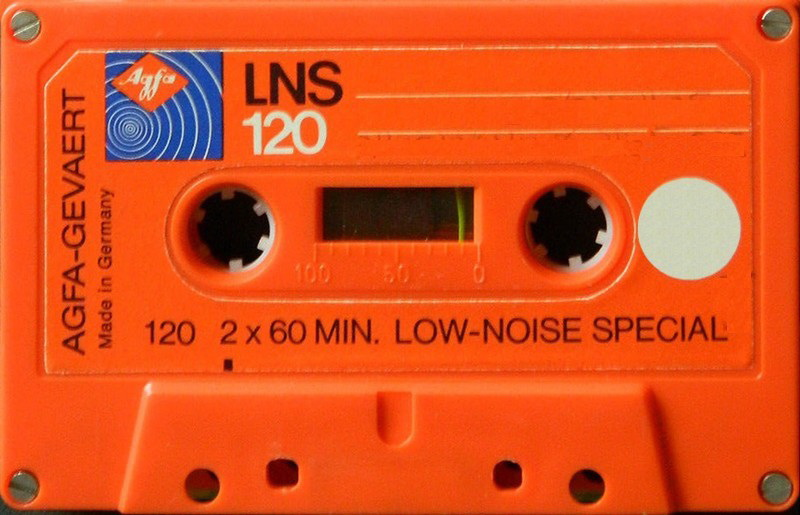 Agfa
LNS
120
AGFA-GEVAERT
Made in Germany
100 50 0
120 2 x 60 MIN. LOW-NOISE SPECIAL